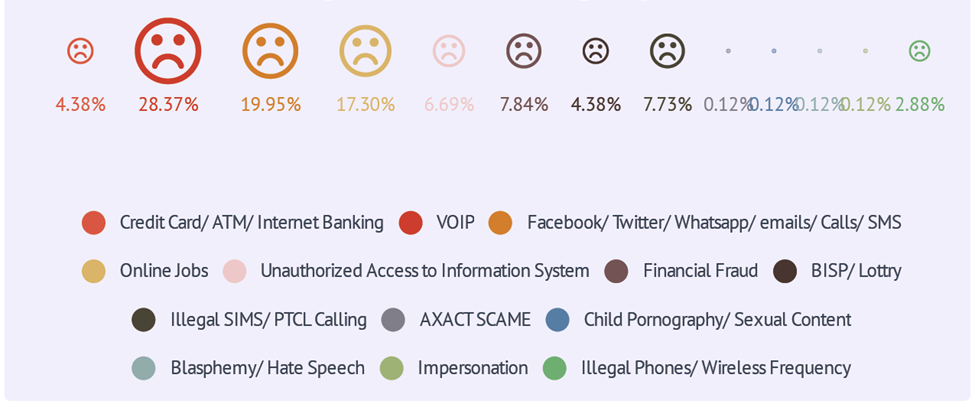 4.38% 28.37% 19.95% 17.30% 6.69% 7.84% 4.38% 7.73% 0.12% 0.12% 0.12% 0.12% 2.88%
Credit Card/ ATM/ Internet Banking VOIP Facebook/ Twitter/ Whatsapp/ emails/ Calls/ SMS
Online Jobs Unauthorized Access to Information System Financial Fraud BISP/ Lottry
Illegal SIMS/ PTCL Calling AXACT SCAME Child Pornography/ Sexual Content
Blasphemy/ Hate Speech Impersonation Illegal Phones/ Wireless Frequency